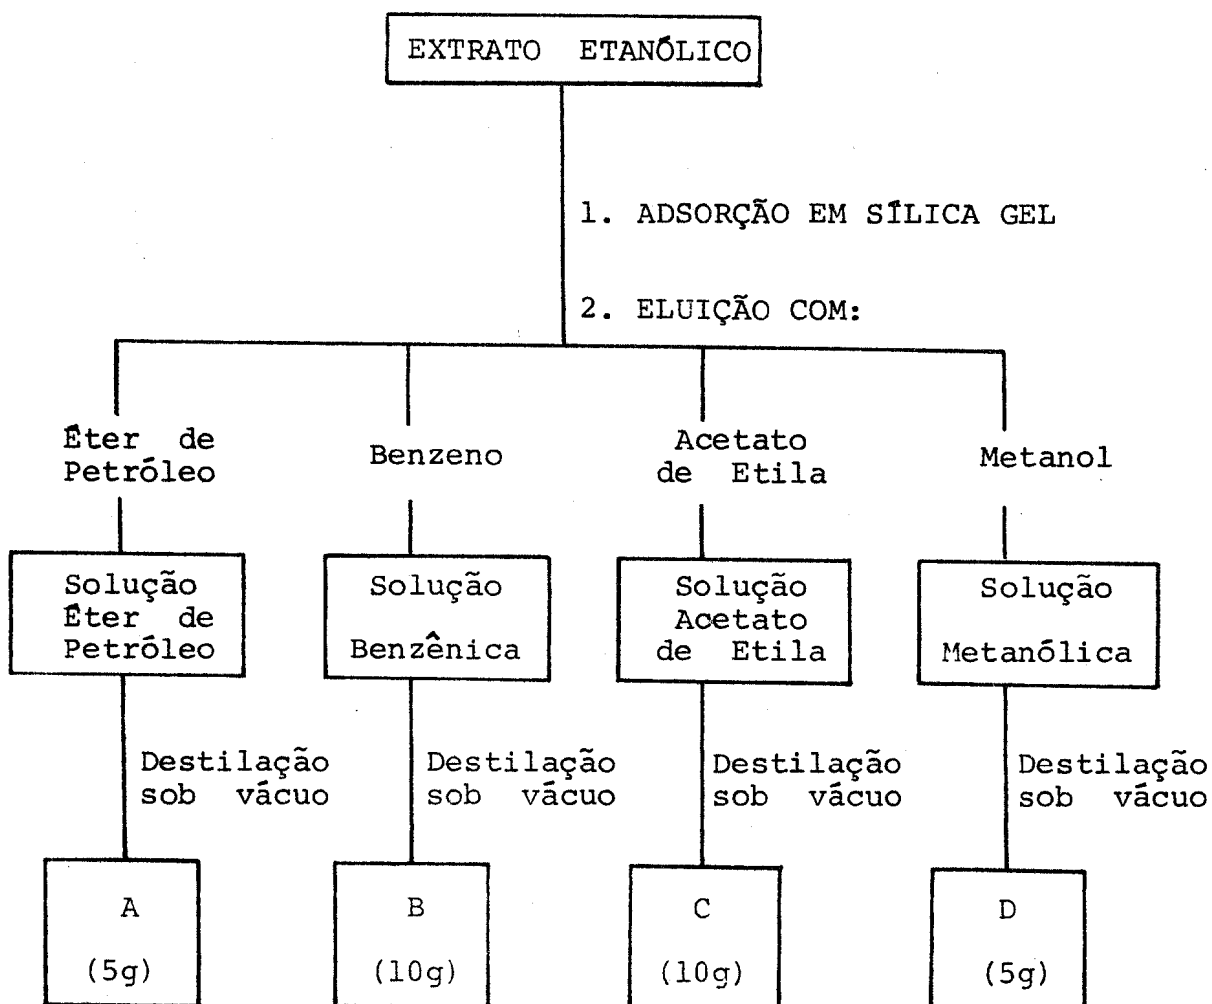 EXTRATO ETANÓLICO
1. ADSORÇÃO EM SÍLICA GEL
2. ELUIÇÃO COM:
Éter de
Petróleo
Benzeno
Acetato
de Etila
Metanol
Solução
Éter de
Petróleo
Solução
Benzênica
Solução
Acetato
de Etila
Solução
Metanólica
Destilação
sob vácuo
Destilação
sob vácuo
Destilação
sob vácuo
Destilação
sob vácuo
A
(5g)
B
(10g)
C
(10g)
D
(5g)